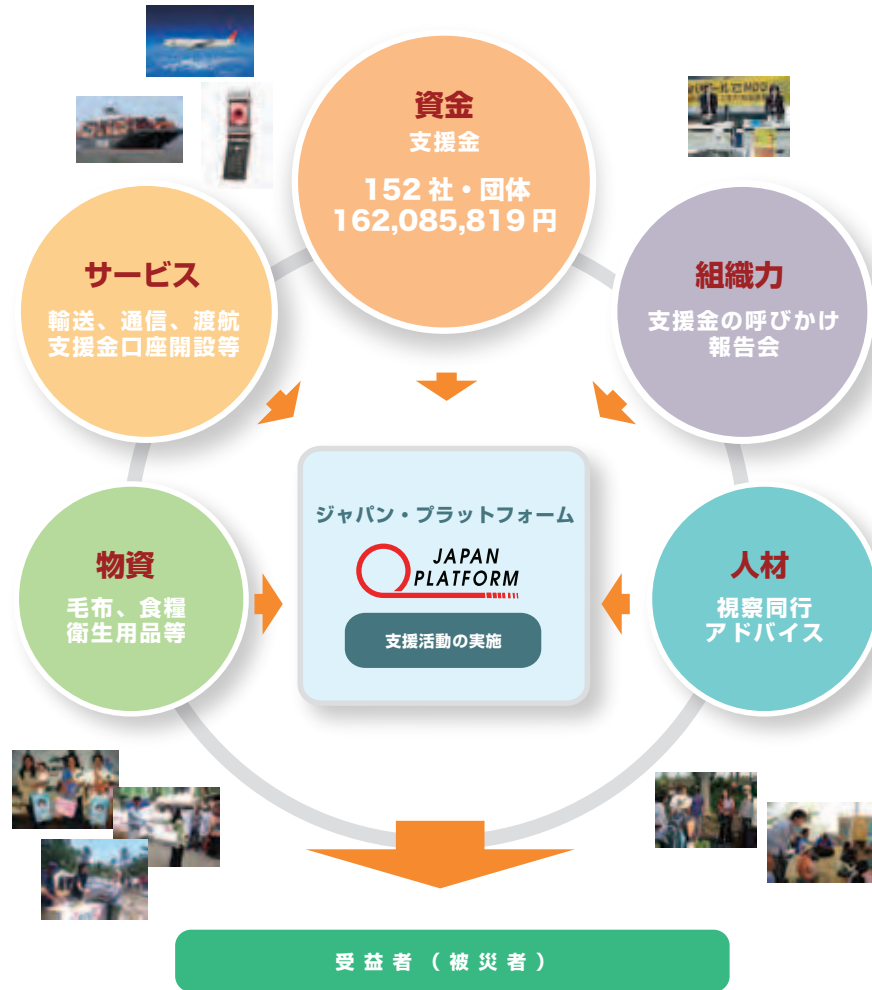 資金
支援金
152 社・団体
162,085,819 円
サービス
輸送、通信、渡航
支援金口座開設等
組織力
支援金の呼びかけ
報告会
物資
毛布、食糧
衛生用品等
ジャパン・プラットフォーム
JAPAN
PLATFORM
支援活動の実施
人材
視察同行
アドバイス
受益者(被災者)